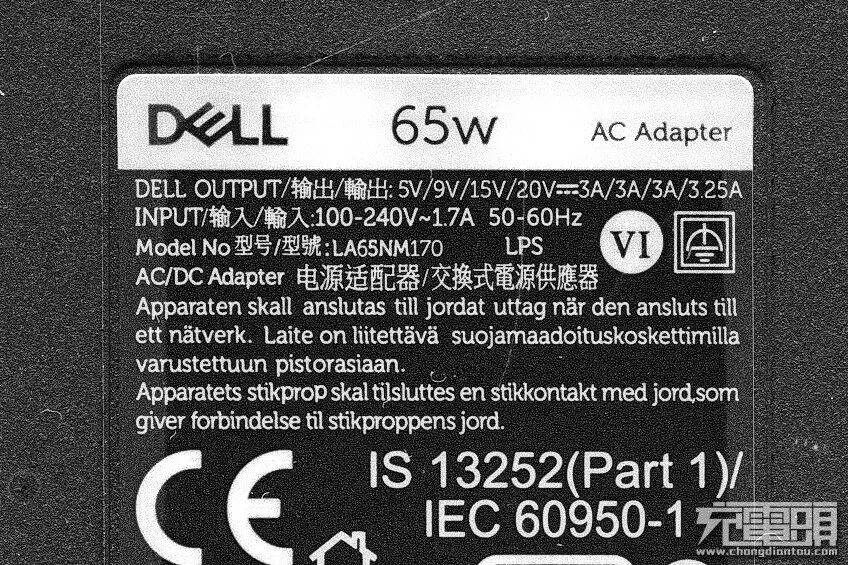 DELL 65W AC Adapter
DELL OUTPUT/输出/輸出: 5V/9V/15V/20V⎓3A/3A/3A/3.25A
INPUT/输入/輸入:100-240V~1.7A 50-60Hz
Model No 型号/型號:LA65NM170 LPS
VI
AC/DC Adapter 电源适配器/交換式電源供應器
Apparaten skall anslutas till jordat uttag när den ansluts till
ett nätverk. Laite on liitettävä suojamaadoituskoskettimilla
varustettuun pistorasiaan.
Apparatets stikprop skal tilsluttes en stikkontakt med jord,som
giver forbindelse til stikproppens jord.
CE
IS 13252(Part 1)/
IEC 60950-1
充電頭
www.chongdiantou.com